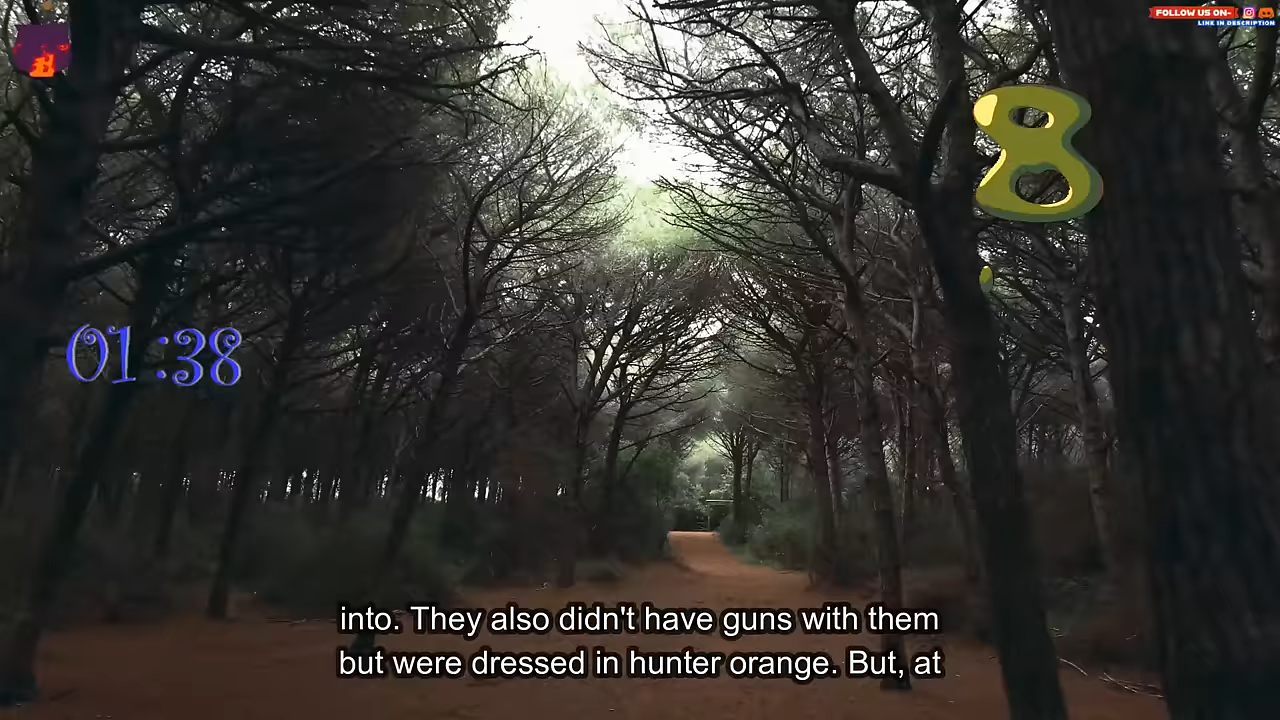 FOLLOW US ON-
LINK IN DESCRIPTION
8
01:38
into. They also didn't have guns with them
but were dressed in hunter orange. But, at